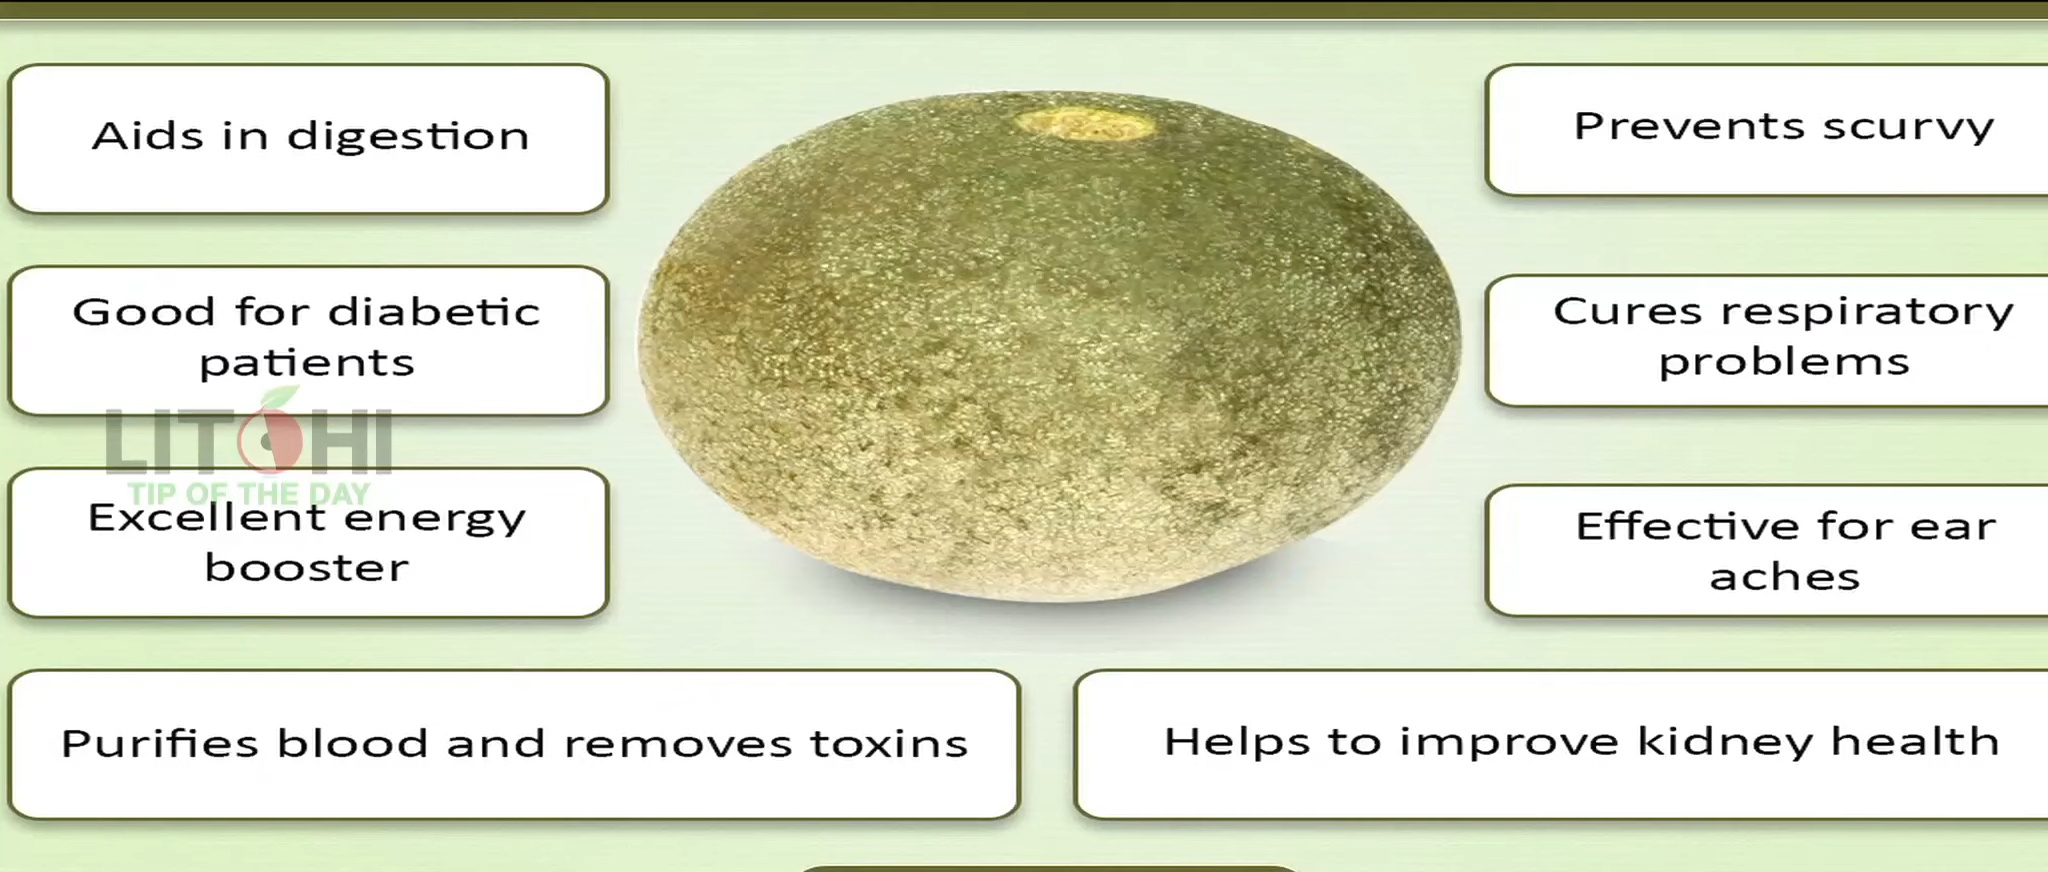 Aids in digestion
Prevents scurvy
Good for diabetic
patients
Cures respiratory
problems
LITCHI
TIP OF THE DAY
Excellent energy
booster
Effective for ear
aches
Purifies blood and removes toxins
Helps to improve kidney health